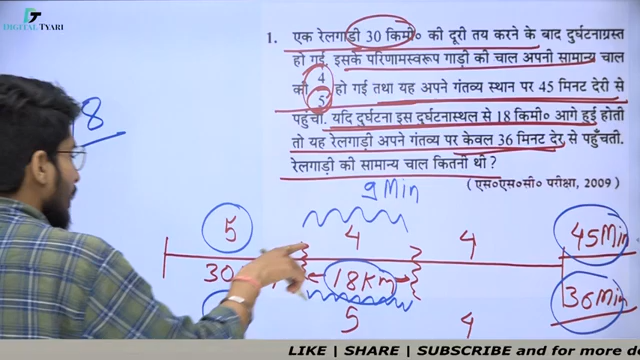 DT
DIGITAL TYARI
1. एक रेलगाड़ी 30 किमी० की दूरी तय करने के बाद दुर्घटनाग्रस्त
हो गई, इसके परिणामस्वरूप गाड़ी की चाल अपनी सामान्य चाल
की 4/5 हो गई तथा यह अपने गंतव्य स्थान पर 45 मिनट देरी से
पहुंची. यदि दुर्घटना इस दुर्घटनास्थल से 18 किमी० आगे हुई होती
तो यह रेलगाड़ी अपने गंतव्य पर केवल 36 मिनट देर से पहुँचती.
रेलगाड़ी की सामान्य चाल कितनी थी ?
( एस०एस०सी० परीक्षा, 2009 )
8
9 Min
5 4 4 45Min
30 18Km 36Min
5 4
LIKE | SHARE | SUBSCRIBE and for more de